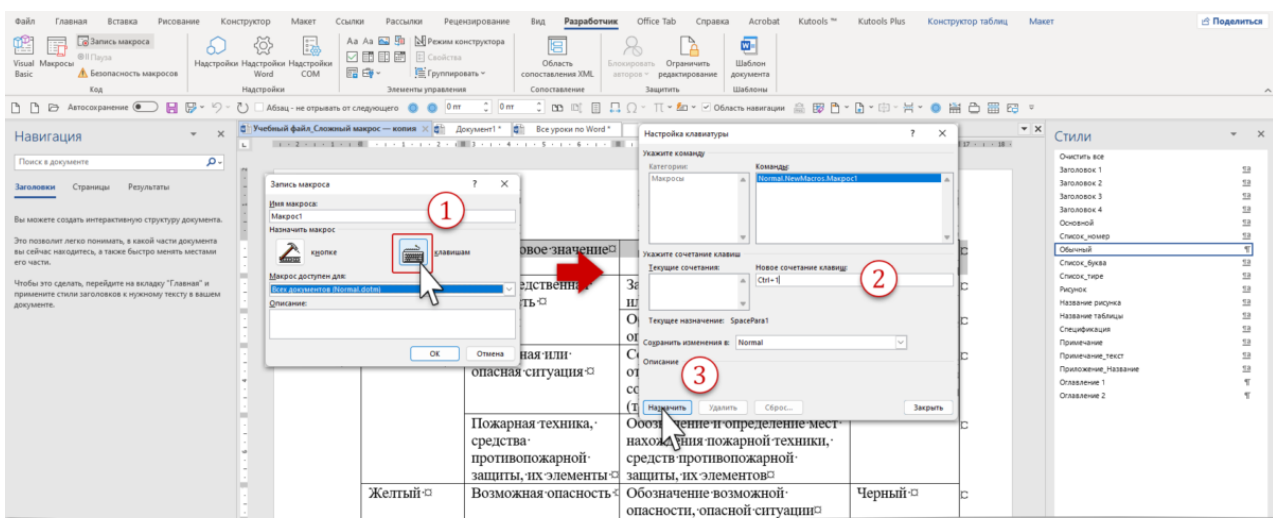 Файл Главная Вставка Рисование Конструктор Макет Ссылки Рассылки Рецензирование Вид Разработчик Office Tab Справка Acrobat Kutools ™ Kutools Plus Конструктор таблиц Макет Поделиться
Visual Basic
Макросы
Запись макроса
Пауза
Безопасность макросов
Код
Надстройки
Надстройки Word
Надстройки COM
Надстройки
Aa Aa
Режим конструктора
Свойства
Группировать
Элементы управления
Область сопоставления XML
Сопоставление
Блокировать авторов
Ограничить редактирование
Защитить
Шаблон документа
Шаблоны
Автосохранение
Абзац - не отрывать от следующего
0 пт
0 пт
Область навигации
Навигация
Поиск в документе
Заголовки Страницы Результаты
Вы можете создать интерактивную структуру документа.
Это позволит легко понимать, в какой части документа
вы сейчас находитесь, а также быстро менять местами
его части.
Чтобы это сделать, перейдите на вкладку "Главная" и
примените стили заголовков к нужному тексту в вашем
документе.
Учебный файл_Сложный макрос — копия
Документ1 *
Все уроки по Word *
Запись макроса ? ×
Имя макроса:
Макрос1
Назначить макрос
кнопке
клавишам
Макрос доступен для:
Всех документов (Normal.dotm)
Описание:
ОК Отмена
1
Настройка клавиатуры ? ×
Укажите команду
Категории: Команды:
Макросы Normal.NewMacros.Макрос1
Укажите сочетание клавиш
Текущие сочетания: Новое сочетание клавиш:
Ctrl+1
2
Текущее назначение: SpacePara1
Сохранить изменения в: Normal
Описание
3
Назначить Удалить Сброс... Закрыть
овое·значение
опасная·ситуация
Пожарная·техника,·
средства·
противопожарной·
защиты,·их·элементы
нахождения·пожарной·техники,·
средств·противопожарной·
защиты,·их·элементов
Желтый
Возможная·опасность
Обозначение·возможной·
опасности,·опасной·ситуации
Черный
Стили
Очистить все
Заголовок 1
Заголовок 2
Заголовок 3
Заголовок 4
Основной
Список_номер
Обычный
Список_буква
Список_тире
Рисунок
Название рисунка
Название таблицы
Спецификация
Примечание
Примечание_текст
Приложение_Название
Оглавление 1
Оглавление 2